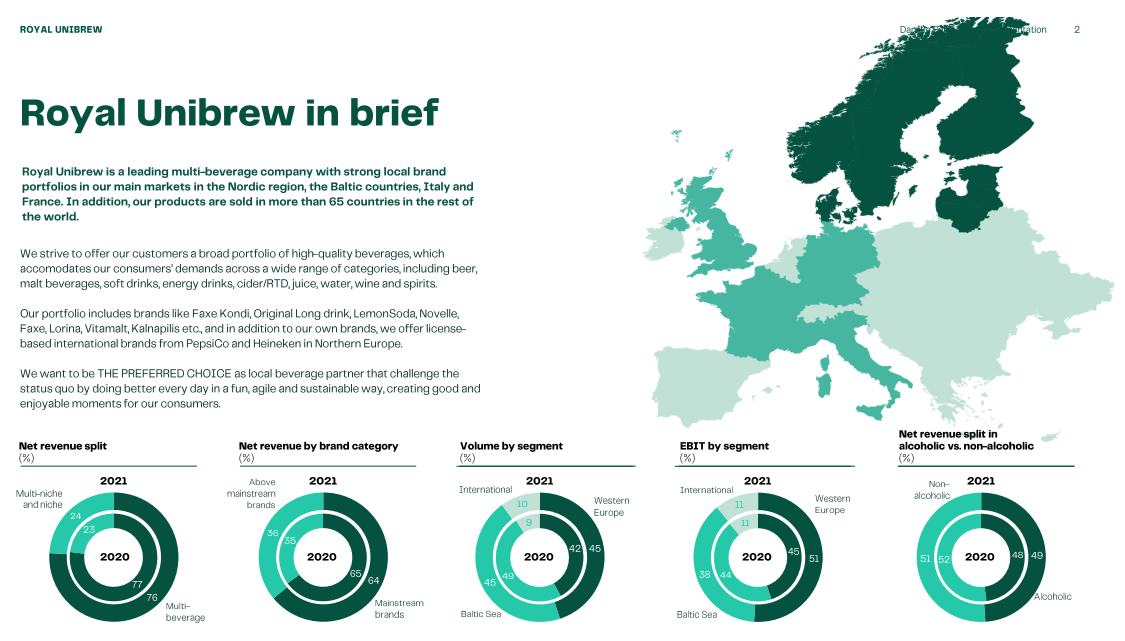 ROYAL UNIBREW
2
Royal Unibrew in brief
Royal Unibrew is a leading multi-beverage company with strong local brand
portfolios in our main markets in the Nordic region, the Baltic countries, Italy and
France. In addition, our products are sold in more than 65 countries in the rest of
the world.
We strive to offer our customers a broad portfolio of high-quality beverages, which
accomodates our consumers' demands across a wide range of categories, including beer,
malt beverages, soft drinks, energy drinks, cider/RTD, juice, water, wine and spirits.
Our portfolio includes brands like Faxe Kondi, Original Long drink, LemonSoda, Novelle,
Faxe, Lorina, Vitamalt, Kalnapilis etc., and in addition to our own brands, we offer license-
based international brands from PepsiCo and Heineken in Northern Europe.
We want to be THE PREFERRED CHOICE as local beverage partner that challenge the
status quo by doing better every day in a fun, agile and sustainable way, creating good and
enjoyable moments for our consumers.
Net revenue split
(%)
2021
Multi-niche
and niche
24
23
2020
77
76
Multi-
beverage
Net revenue by brand category
(%)
Above
mainstream
brands
2021
36
35
2020
65
64
Mainstream
brands
Volume by segment
(%)
2021
International
10
Western
Europe
9
2020
42
45
45
49
Baltic Sea
EBIT by segment
(%)
2021
International
11
Western
Europe
11
2020
45
51
38
44
Baltic Sea
Net revenue split in
alcoholic vs. non-alcoholic
(%)
Non-
alcoholic
2021
51
52
2020
48
49
Alcoholic